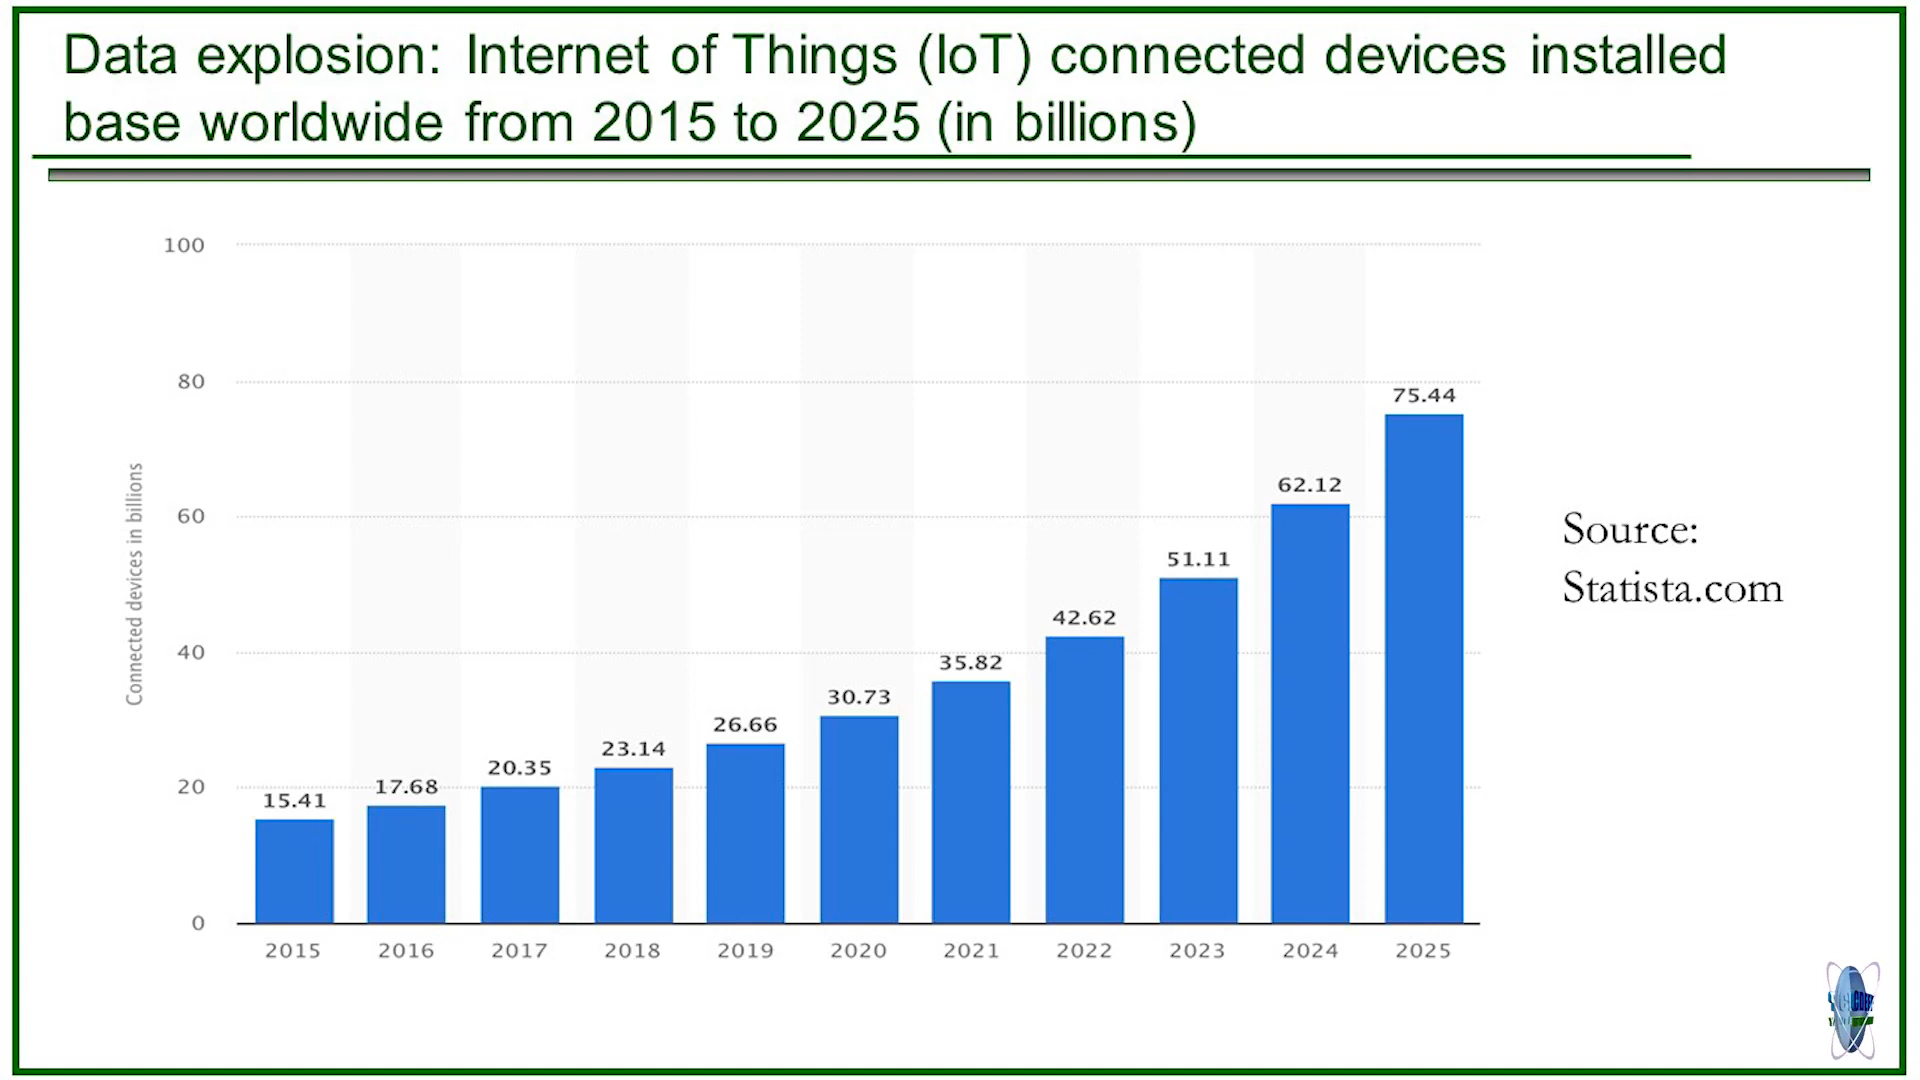 Data explosion: Internet of Things (IoT) connected devices installed
base worldwide from 2015 to 2025 (in billions)
Connected devices in billions
100
80
60
40
20
0
15.41
17.68
20.35
23.14
26.66
30.73
35.82
42.62
51.11
62.12
75.44
2015 2016 2017 2018 2019 2020 2021 2022 2023 2024 2025
Source:
Statista.com